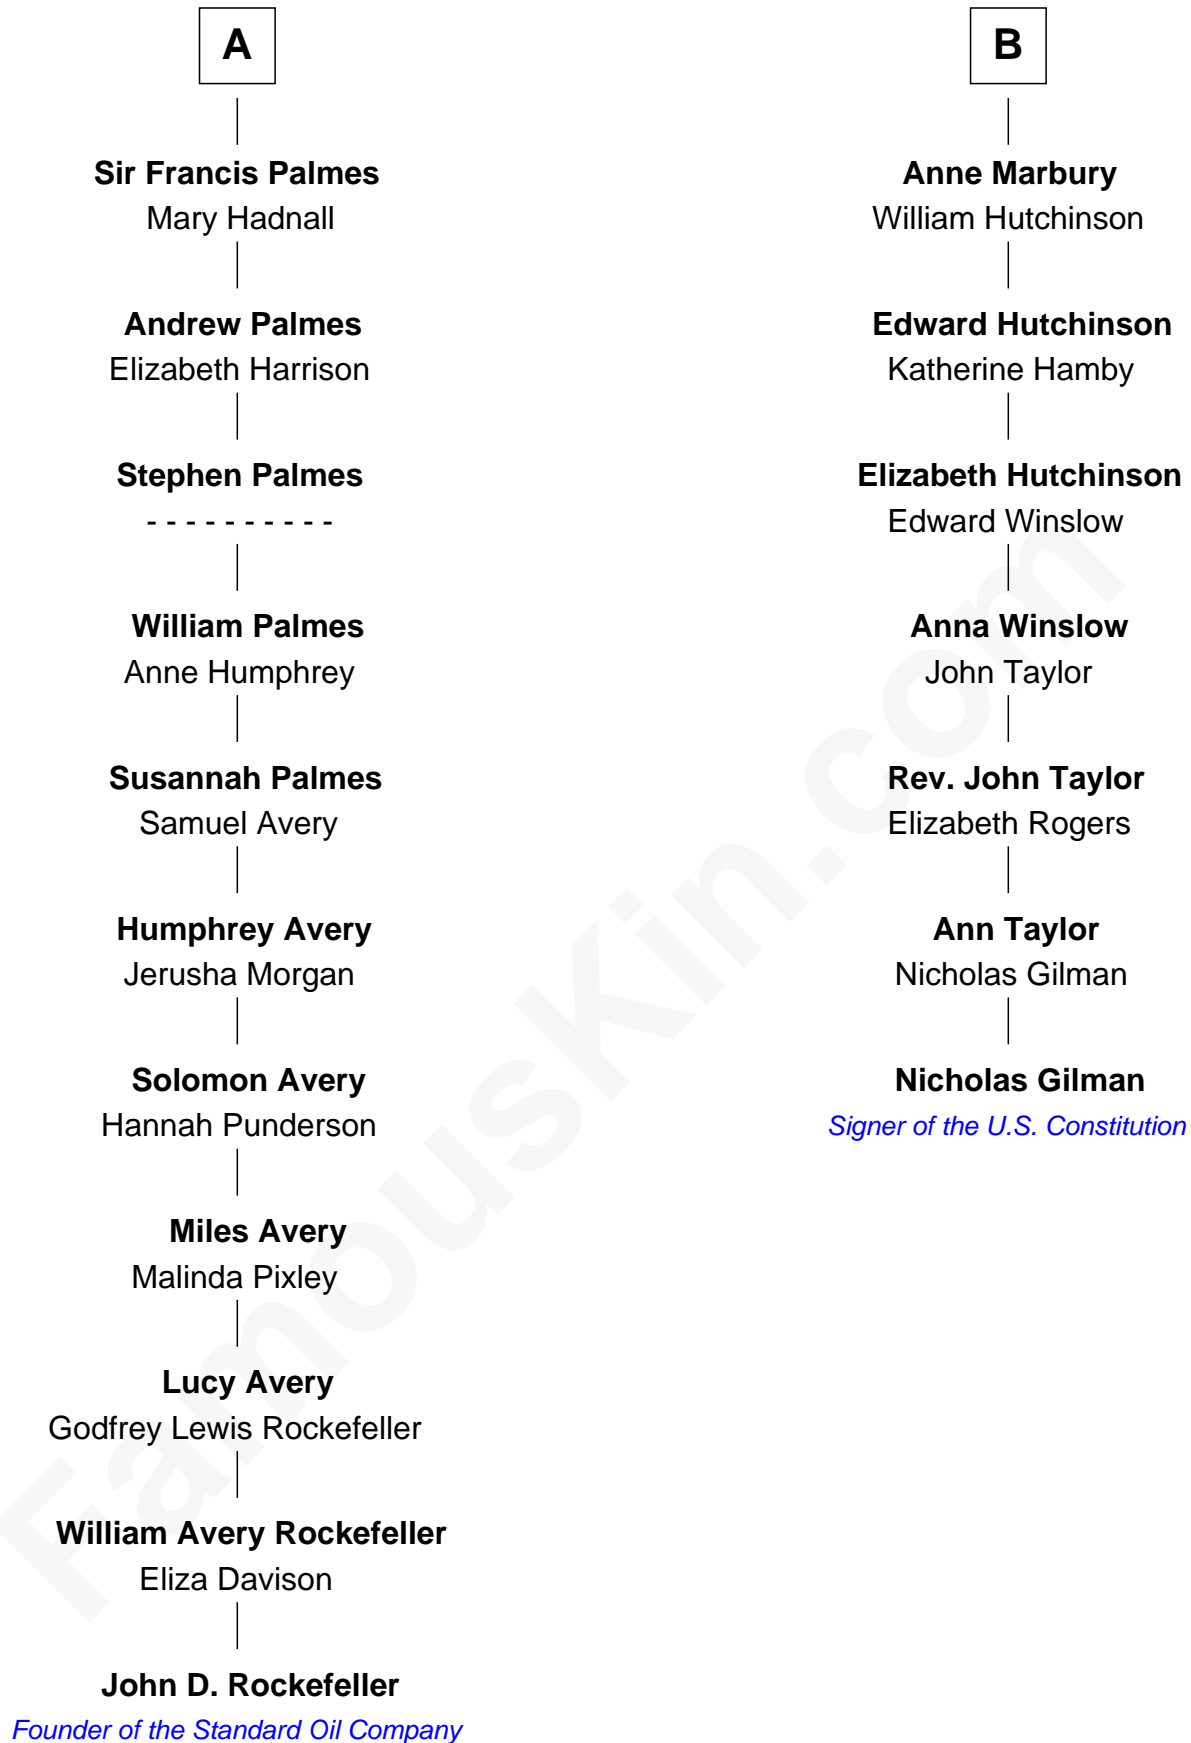 A
Sir Francis Palmes
Mary Hadnall
Andrew Palmes
Elizabeth Harrison
Stephen Palmes
- - - - - - - - - -
William Palmes
Anne Humphrey
Susannah Palmes
Samuel Avery
Humphrey Avery
Jerusha Morgan
Solomon Avery
Hannah Punderson
Miles Avery
Malinda Pixley
Lucy Avery
Godfrey Lewis Rockefeller
William Avery Rockefeller
Eliza Davison
John D. Rockefeller
Founder of the Standard Oil Company
B
Anne Marbury
William Hutchinson
Edward Hutchinson
Katherine Hamby
Elizabeth Hutchinson
Edward Winslow
Anna Winslow
John Taylor
Rev. John Taylor
Elizabeth Rogers
Ann Taylor
Nicholas Gilman
Nicholas Gilman
Signer of the U.S. Constitution
FamousKin.com